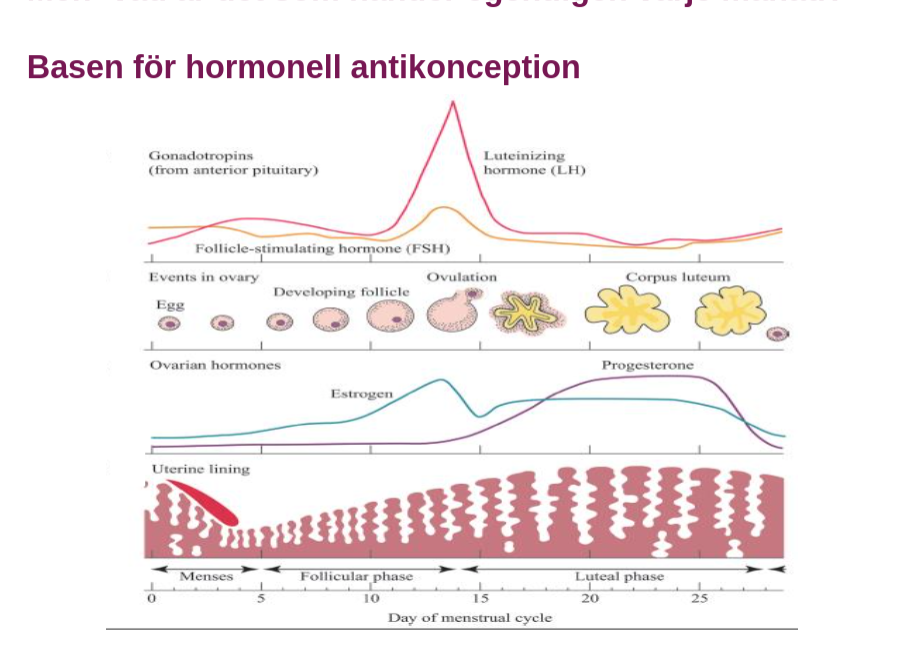 Basen för hormonell antikonception
Gonadotropins
(from anterior pituitary)
Luteinizing
hormone (LH)
Follicle-stimulating hormone (FSH)
Events in ovary
Ovulation
Corpus luteum
Developing follicle
Egg
Ovarian hormones
Progesterone
Estrogen
Uterine lining
Menses
Follicular phase
Luteal phase
0 5 10 15 20 25
Day of menstrual cycle